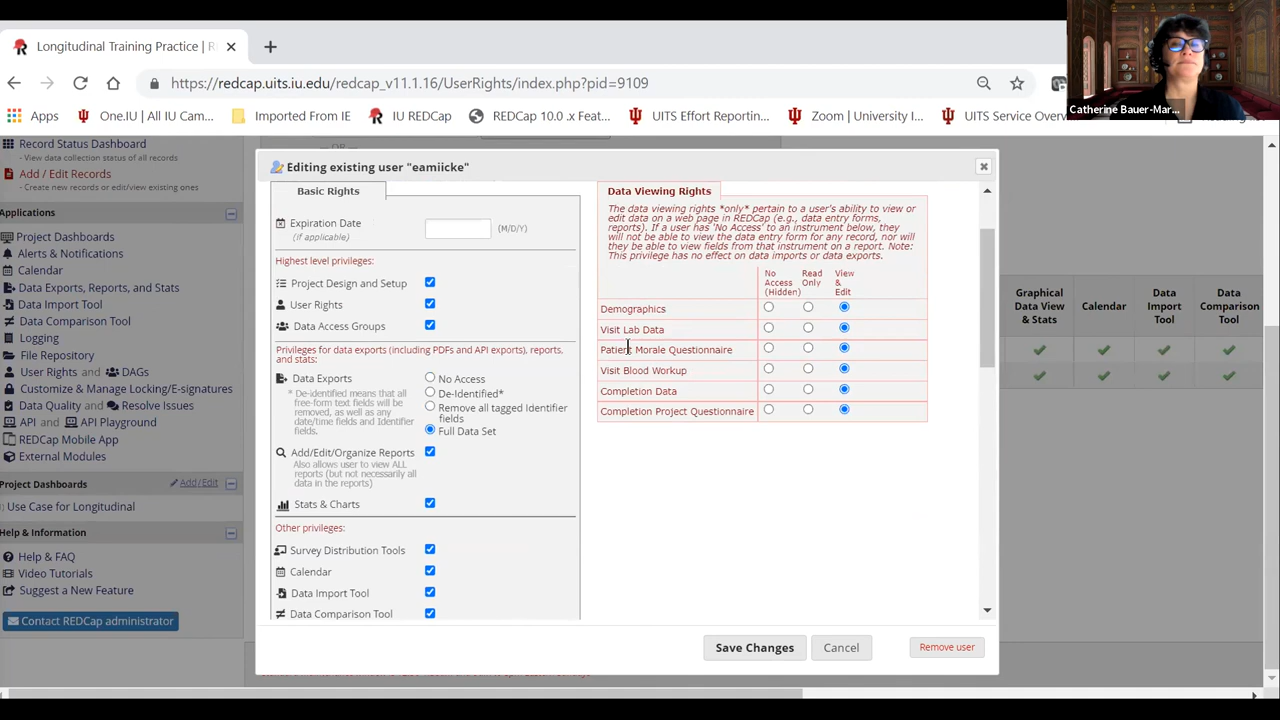 Longitudinal Training Practice | R
https://redcap.uits.iu.edu/redcap_v11.1.16/UserRights/index.php?pid=9109
Catherine Bauer-Mar...
Apps
One.IU | All IU Cam...
Imported From IE
IU REDCap
REDCap 10.0 .x Feat...
UITS Effort Reportin...
Zoom | University I...
UITS Service Overv...
Record Status Dashboard
- View data collection status of all records
Add / Edit Records
- Create new records or edit/view existing ones
Applications
Project Dashboards
Alerts & Notifications
Calendar
Data Exports, Reports, and Stats
Data Import Tool
Data Comparison Tool
Logging
File Repository
User Rights and DAGs
Customize & Manage Locking/E-signatures
Data Quality and Resolve Issues
API and API Playground
REDCap Mobile App
External Modules
Project Dashboards
Add/Edit
Use Case for Longitudinal
Help & Information
Help & FAQ
Video Tutorials
Suggest a New Feature
Contact REDCap administrator
Editing existing user "eamiicke"
Basic Rights
Expiration Date
(if applicable)
(M/D/Y)
Highest level privileges:
Project Design and Setup
User Rights
Data Access Groups
Privileges for data exports (including PDFs and API exports), reports,
and stats:
Data Exports
* De-identified means that all
free-form text fields will be
removed, as well as any
date/time fields and Identifier
fields.
No Access
De-Identified*
Remove all tagged Identifier
fields
Full Data Set
Add/Edit/Organize Reports
Also allows user to view ALL
reports (but not necessarily all
data in the reports)
Stats & Charts
Other privileges:
Survey Distribution Tools
Calendar
Data Import Tool
Data Comparison Tool
Data Viewing Rights
The data viewing rights *only* pertain to a user's ability to view or
edit data on a web page in REDCap (e.g., data entry forms,
reports). If a user has 'No Access' to an instrument below, they
will not be able to view the data entry form for any record, nor will
they be able to view fields from that instrument on a report. Note:
This privilege has no effect on data imports or data exports.
No
Access
(Hidden)
Read
Only
View
&
Edit
Demographics
Visit Lab Data
Patient Morale Questionnaire
Visit Blood Workup
Completion Data
Completion Project Questionnaire
Save Changes
Cancel
Remove user
Graphical
Data View
& Stats
Calendar
Data
Import
Tool
Data
Comparison
Tool